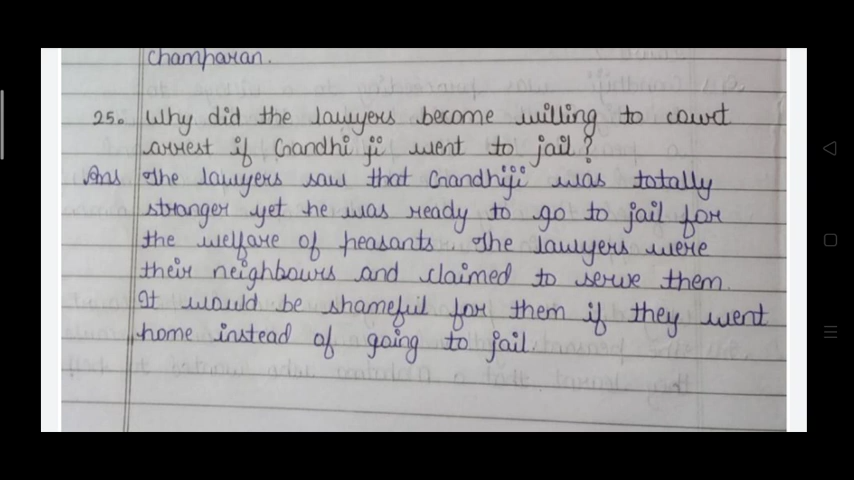 Champaran.
25. Why did the lawyers become willing to court
arrest if Gandhi ji went to jail?
Ans The lawyers saw that Gandhiji was totally
stranger yet he was ready to go to jail for
the welfare of peasants. The lawyers were
their neighbours and claimed to serve them.
It would be shameful for them if they went
home instead of going to jail.